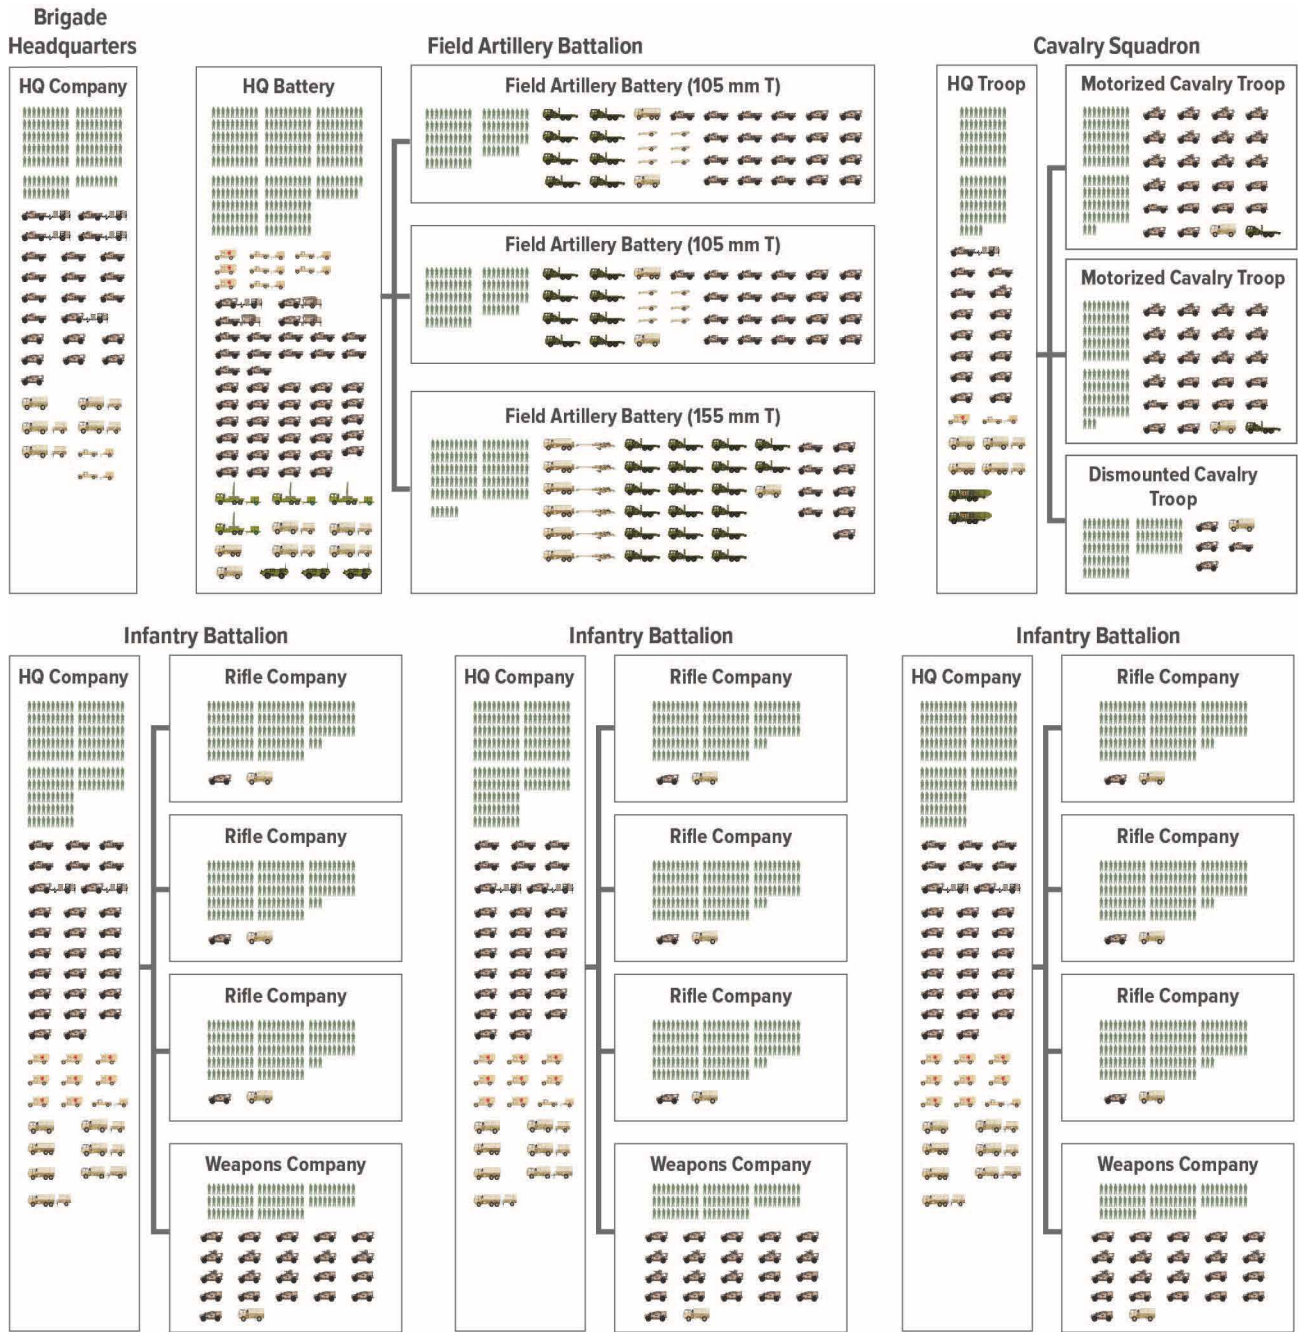 Brigade
Headquarters
HQ Company
Field Artillery Battalion
HQ Battery
Field Artillery Battery (105 mm T)
Field Artillery Battery (105 mm T)
Field Artillery Battery (155 mm T)
Cavalry Squadron
HQ Troop
Motorized Cavalry Troop
Motorized Cavalry Troop
Dismounted Cavalry
Troop
Infantry Battalion
HQ Company
Rifle Company
Rifle Company
Rifle Company
Weapons Company
Infantry Battalion
HQ Company
Rifle Company
Rifle Company
Rifle Company
Weapons Company
Infantry Battalion
HQ Company
Rifle Company
Rifle Company
Rifle Company
Weapons Company